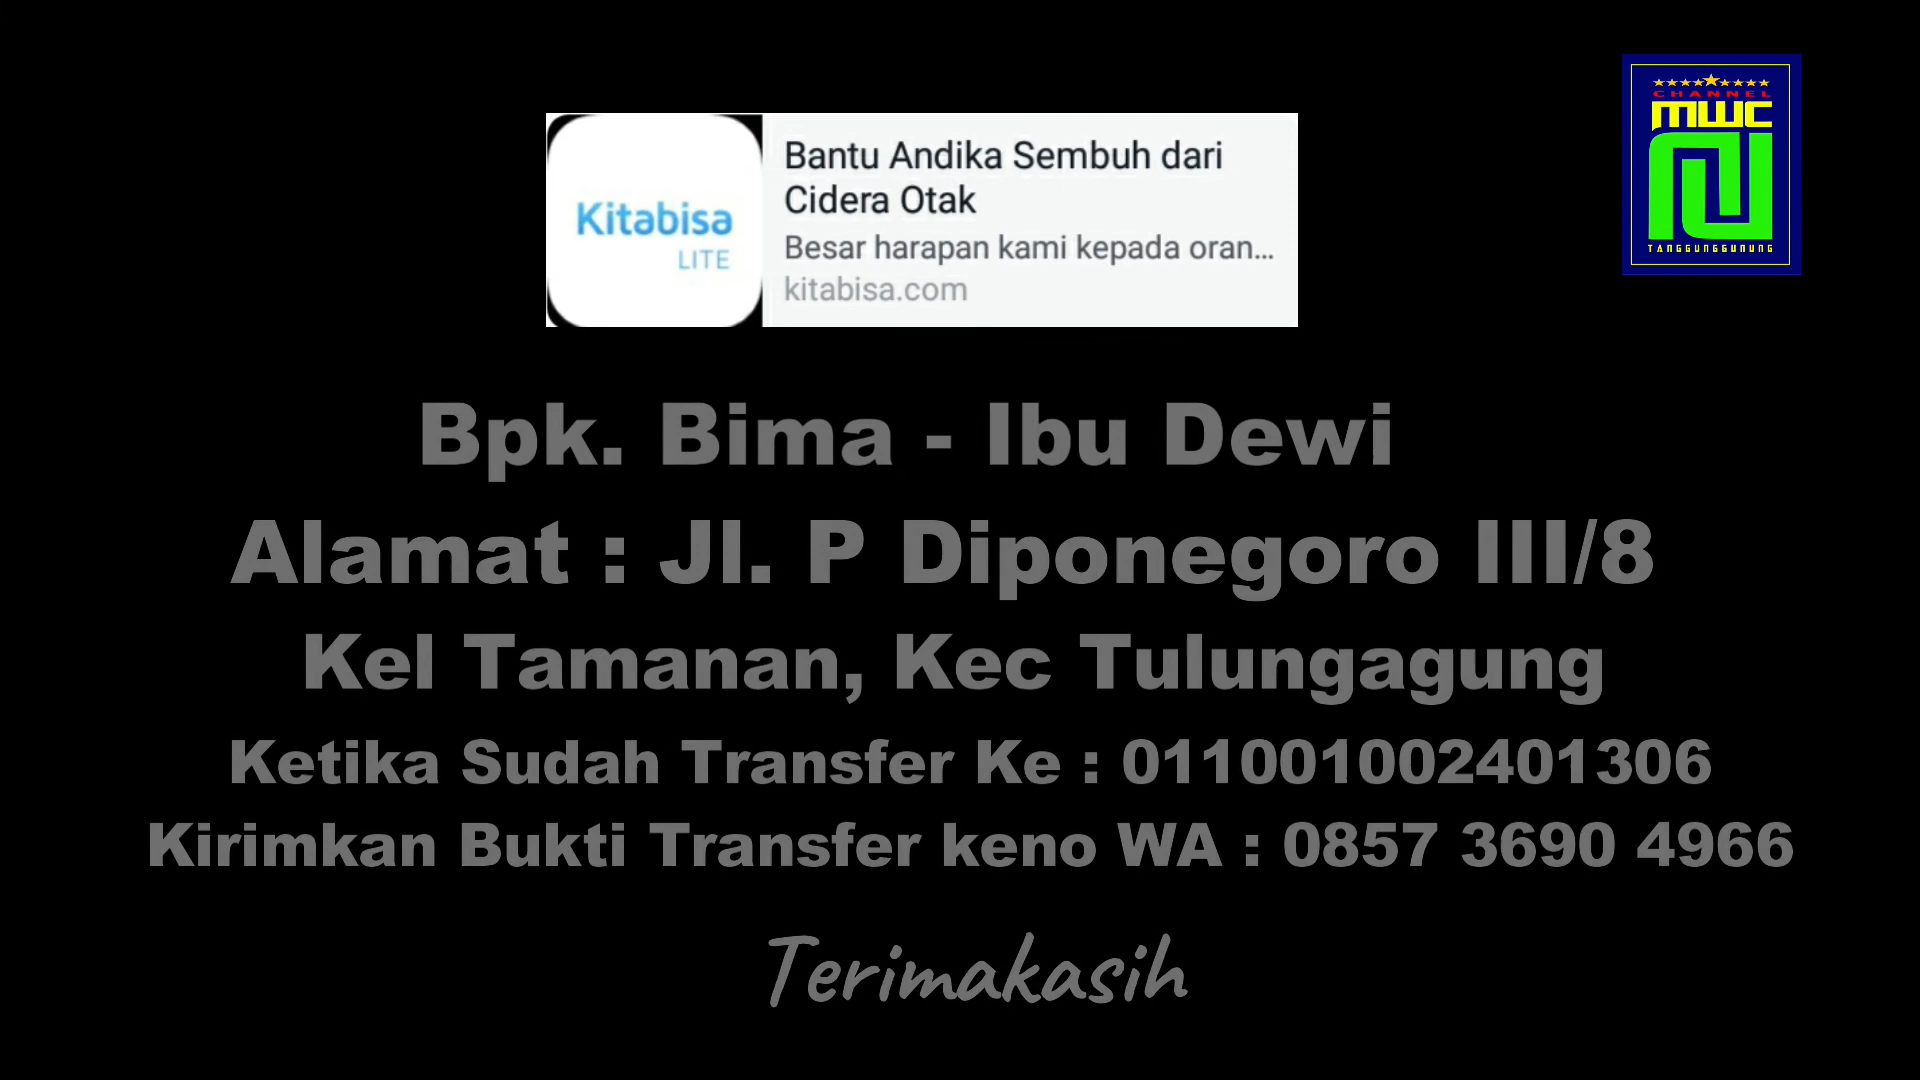 Kitabisa
LITE
Bantu Andika Sembuh dari
Cidera Otak
Besar harapan kami kepada oran...
kitabisa.com
CHANNEL
MWC
NU
TANGGUNGGUNUNG
Bpk. Bima - Ibu Dewi
Alamat : Jl. P Diponegoro III/8
Kel Tamanan, Kec Tulungagung
Ketika Sudah Transfer Ke : 011001002401306
Kirimkan Bukti Transfer keno WA : 0857 3690 4966
Terimakasih